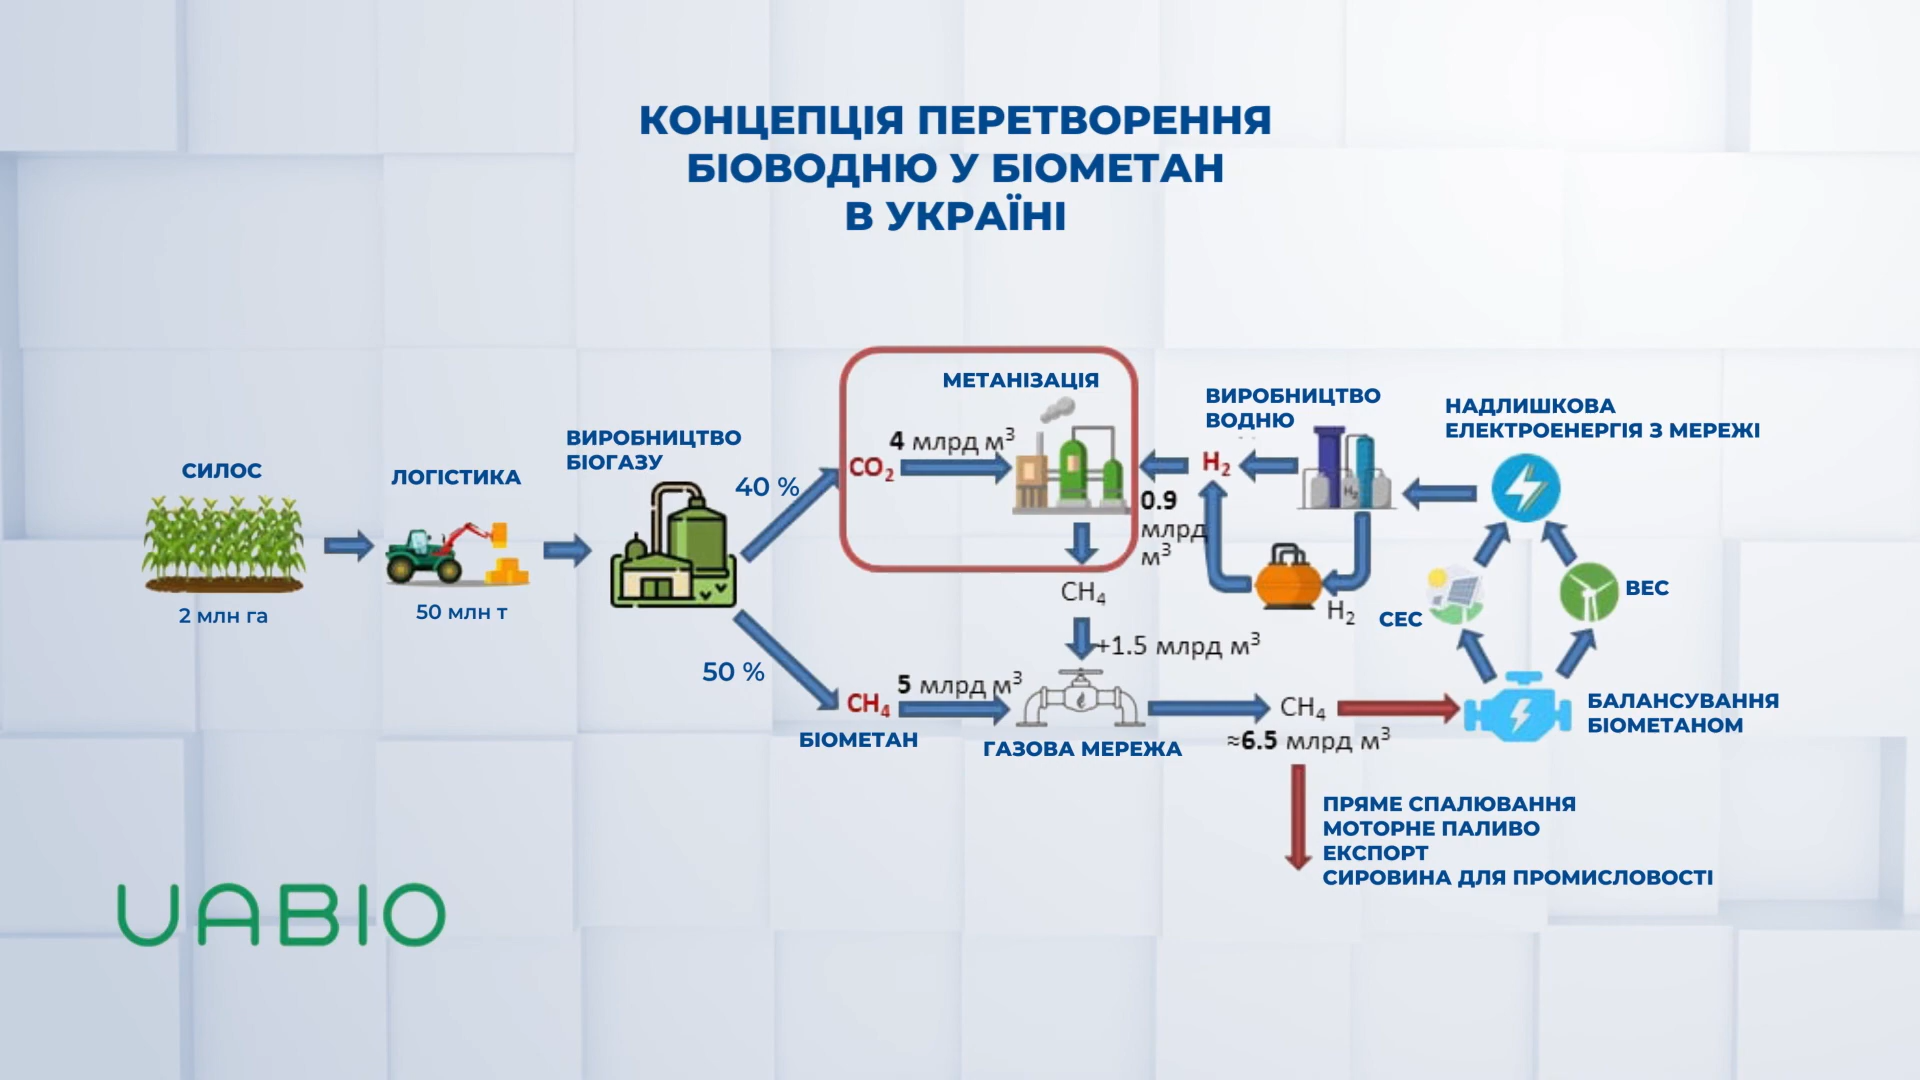 КОНЦЕПЦІЯ ПЕРЕТВОРЕННЯ
БІОВОДНЮ У БІОМЕТАН
В УКРАЇНІ
СИЛОС
2 млн га
ЛОГІСТИКА
50 млн т
ВИРОБНИЦТВО
БІОГАЗУ
40 %
50 %
МЕТАНІЗАЦІЯ
4 млрд м³
CO₂
CH₄
+1.5 млрд м³
CH₄
БІОМЕТАН
5 млрд м³
ГАЗОВА МЕРЕЖА
ВИРОБНИЦТВО
ВОДНЮ
H₂
0.9
млрд
м³
H₂
H₂
НАДЛИШКОВА
ЕЛЕКТРОЕНЕРГІЯ З МЕРЕЖІ
СЕС
ВЕС
CH₄
≈6.5 млрд м³
БАЛАНСУВАННЯ
БІОМЕТАНОМ
ПРЯМЕ СПАЛЮВАННЯ
МОТОРНЕ ПАЛИВО
ЕКСПОРТ
СИРОВИНА ДЛЯ ПРОМИСЛОВОСТІ
UABIO